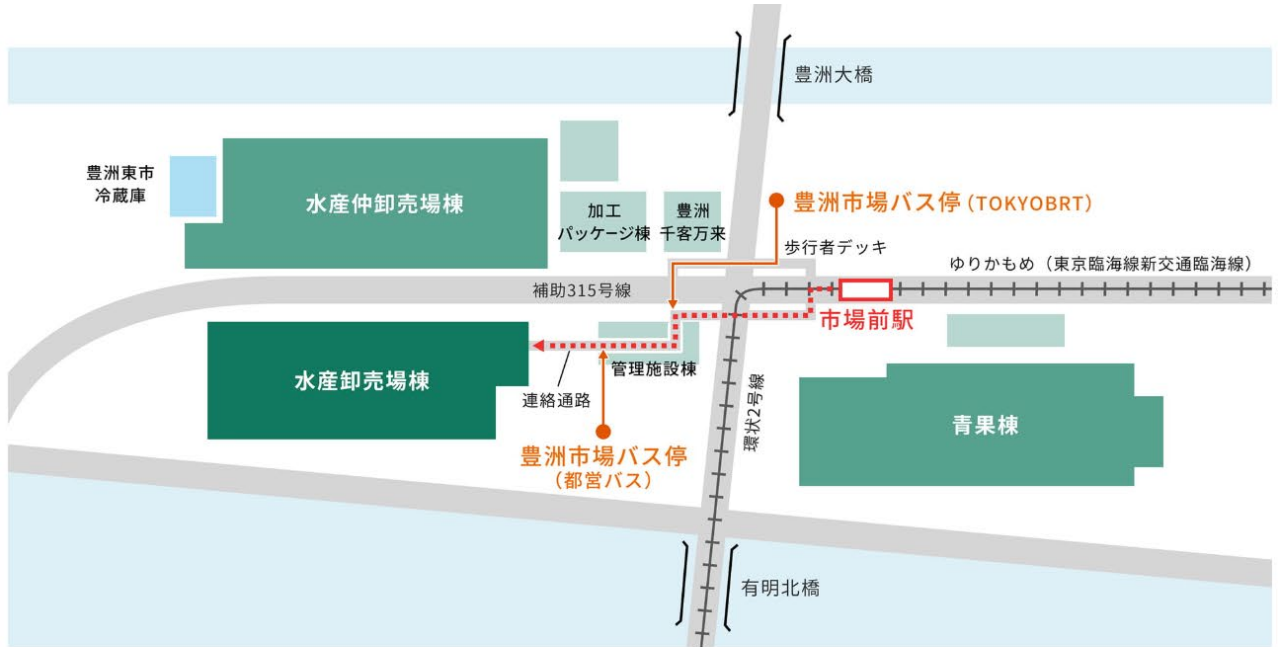 豊洲大橋
豊洲東市
冷蔵庫
水産仲卸売場棟
加工
パッケージ棟
豊洲
千客万来
豊洲市場バス停（TOKYOBRT）
歩行者デッキ
ゆりかもめ（東京臨海線新交通臨海線）
補助315号線
市場前駅
水産卸売場棟
管理施設棟
連絡通路
環状2号線
青果棟
豊洲市場バス停
（都営バス）
有明北橋